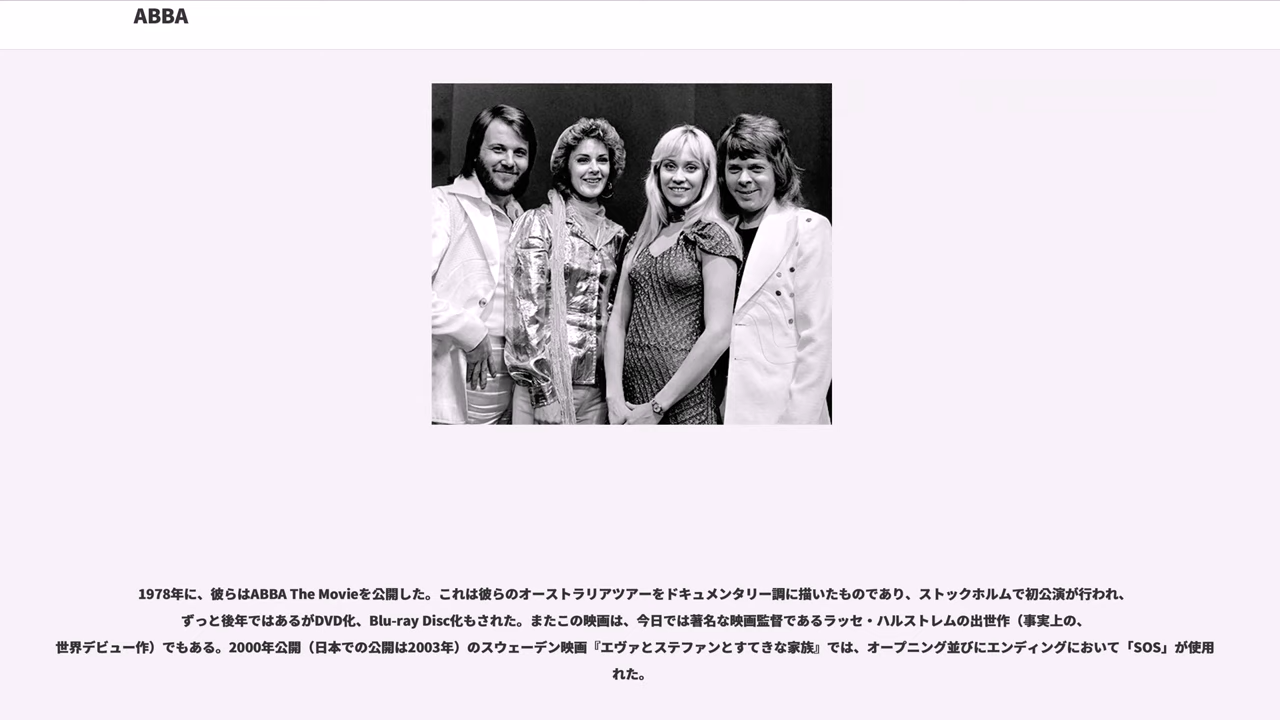 ABBA
1978年に、彼らはABBA The Movieを公開した。これは彼らのオーストラリアツアーをドキュメンタリー調に描いたものであり、ストックホルムで初公演が行われ、
ずっと後年ではあるがDVD化、Blu-ray Disc化もされた。またこの映画は、今日では著名な映画監督であるラッセ・ハルストレムの出世作（事実上の、
世界デビュー作）でもある。2000年公開（日本での公開は2003年）のスウェーデン映画『エヴァとステファンとすてきな家族』では、オープニング並びにエンディングにおいて「SOS」が使用
れた。